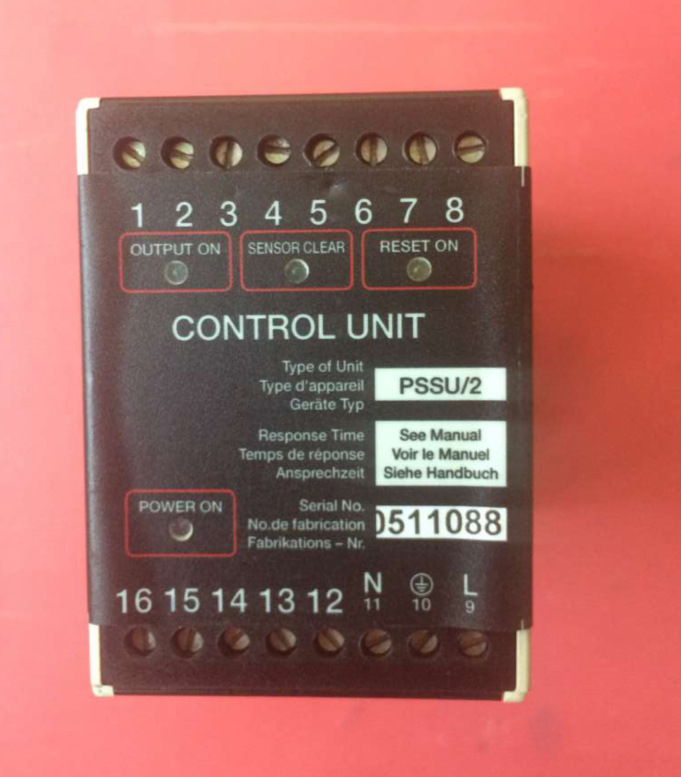 1 2 3 4 5 6 7 8
OUTPUT ON SENSOR CLEAR RESET ON
CONTROL UNIT
Type of Unit
Type d'appareil
Geräte Typ
PSSU/2
Response Time
Temps de réponse
Ansprechzeit
See Manual
Voir le Manuel
Siehe Handbuch
POWER ON
Serial No.
No.de fabrication
Fabrikations – Nr.
0511088
16 15 14 13 12 N L
11 10 9